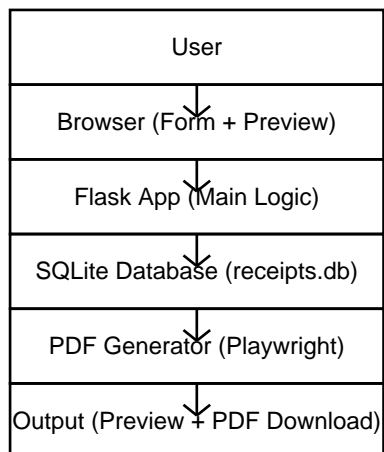 User
Browser (Form + Preview)
Flask App (Main Logic)
SQLite Database (receipts.db)
PDF Generator (Playwright)
Output (Preview + PDF Download)